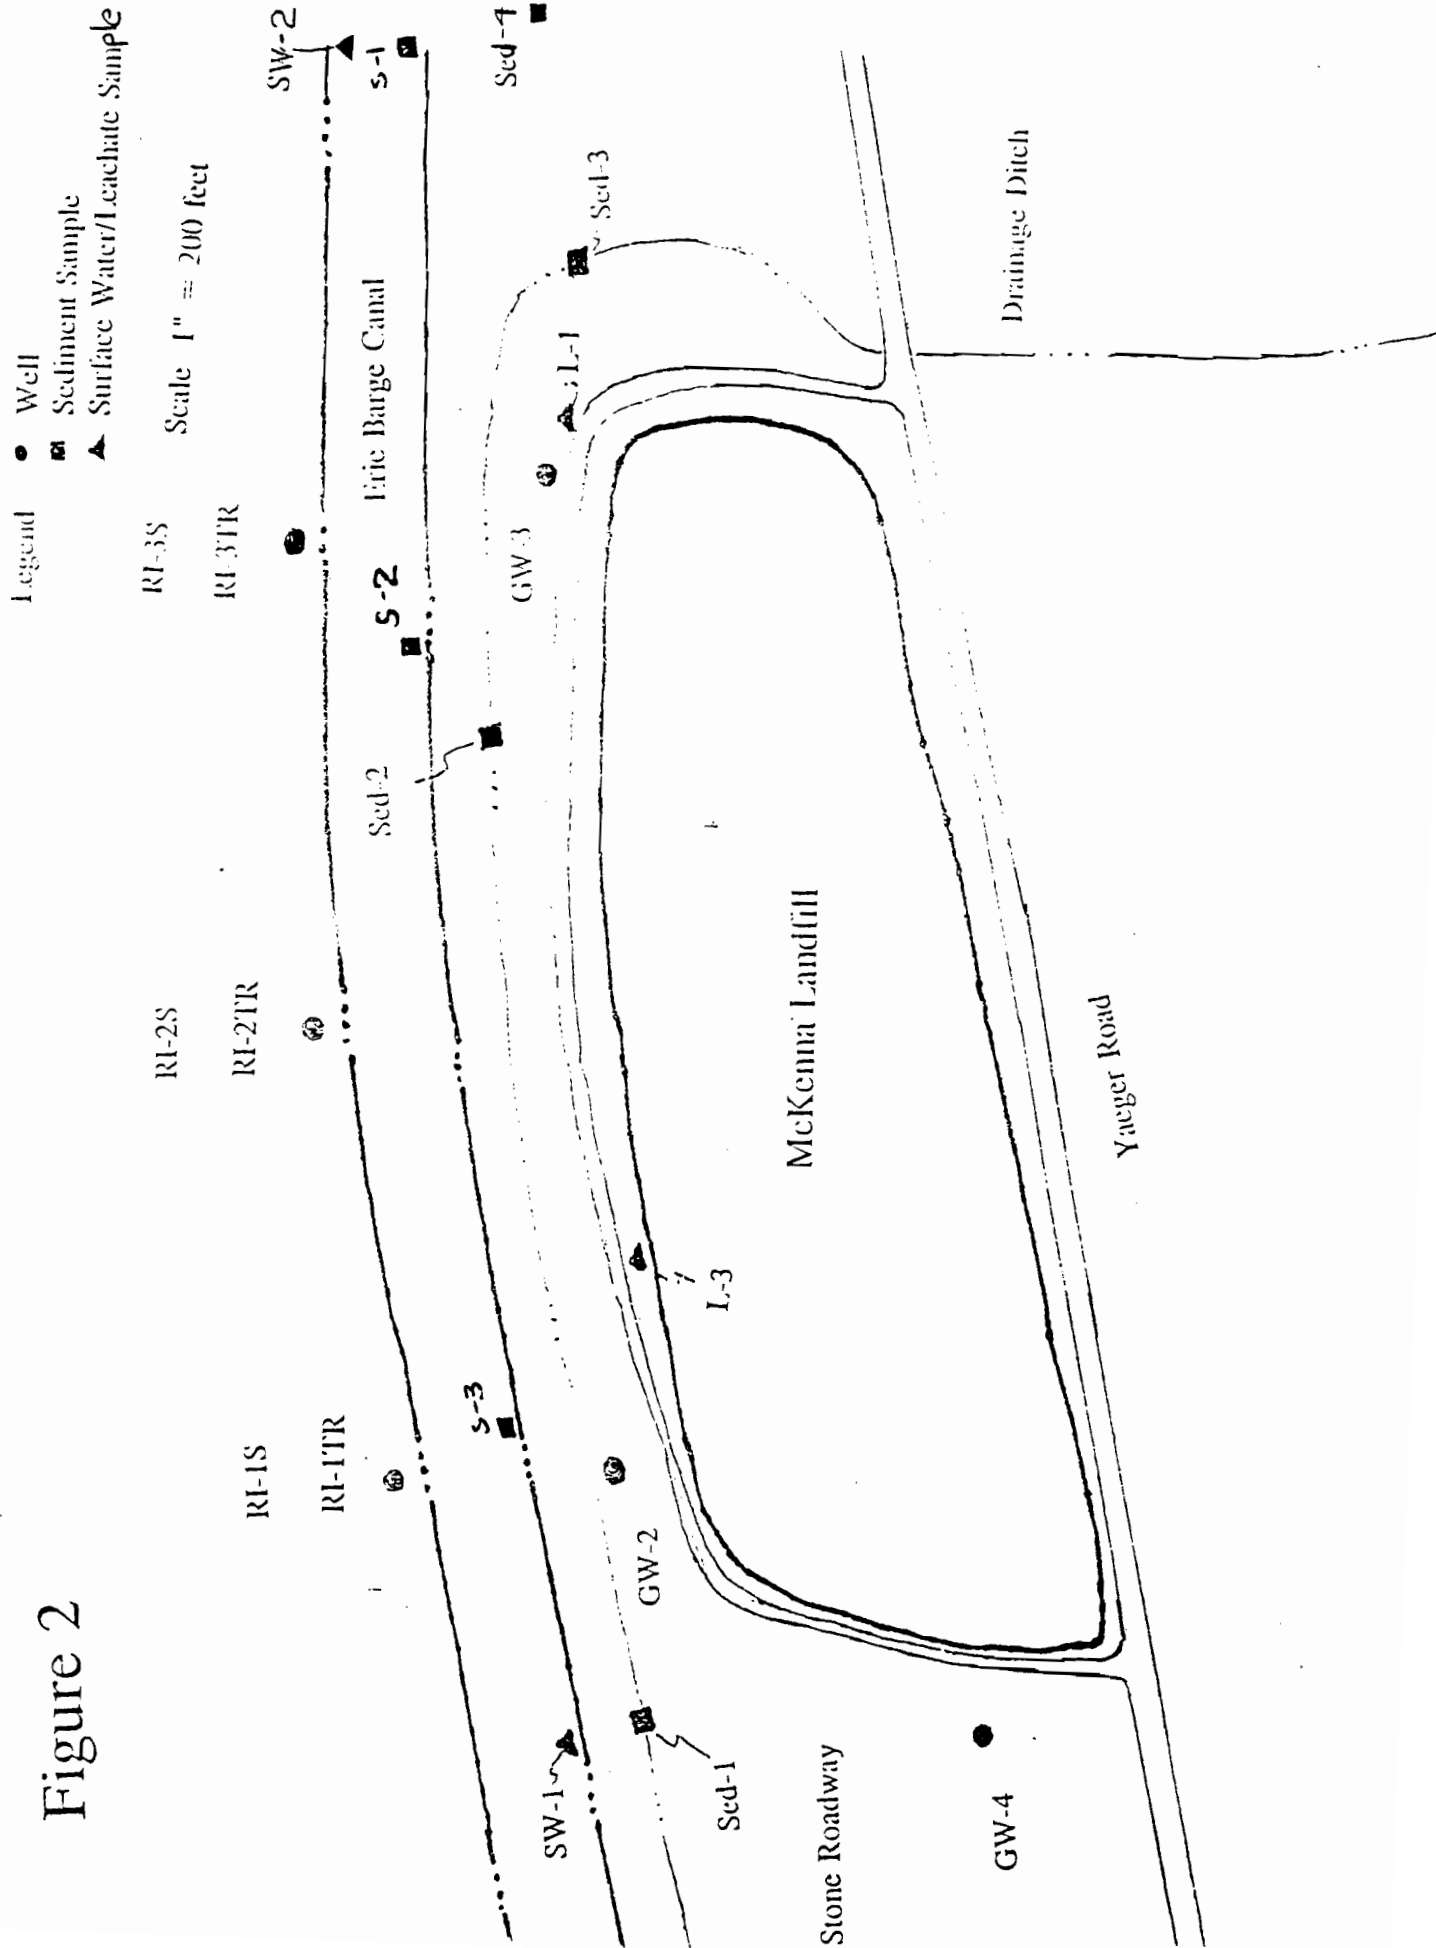 Figure 2
Legend
Well
Sediment Sample
Surface Water/Leachate Sample
Scale 1" = 200 feet
RI-1S
RI-1TR
RI-2S
RI-2TR
RI-3S
RI-3TR
SW-2
S-1
Sed-4
Erie Barge Canal
S-2
S-3
Sed-2
Sed-3
L-1
GW-3
SW-1
GW-2
Sed-1
L-3
McKenna Landfill
Stone Roadway
GW-4
Yaeger Road
Drainage Ditch